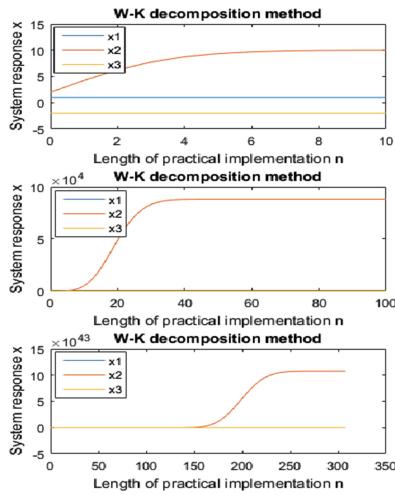 W-K decomposition method
System response x
15
10
5
0
-5
x1
x2
x3
0 2 4 6 8 10
Length of practical implementation n
W-K decomposition method
System response x
×10^4
10
5
0
x1
x2
x3
0 20 40 60 80 100
Length of practical implementation n
W-K decomposition method
System response x
×10^43
15
10
5
0
-5
x1
x2
x3
0 50 100 150 200 250 300 350
Length of practical implementation n